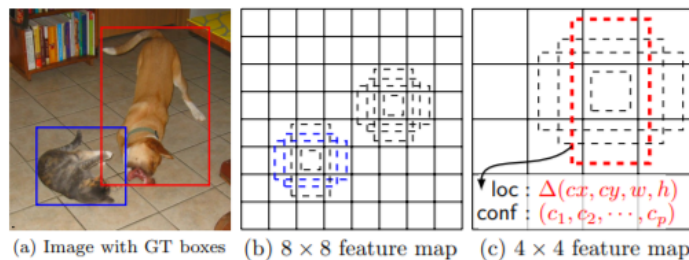 loc : Δ(cx, cy, w, h)
conf : (c₁, c₂, ⋯, cₚ)
(a) Image with GT boxes
(b) 8 × 8 feature map
(c) 4 × 4 feature map